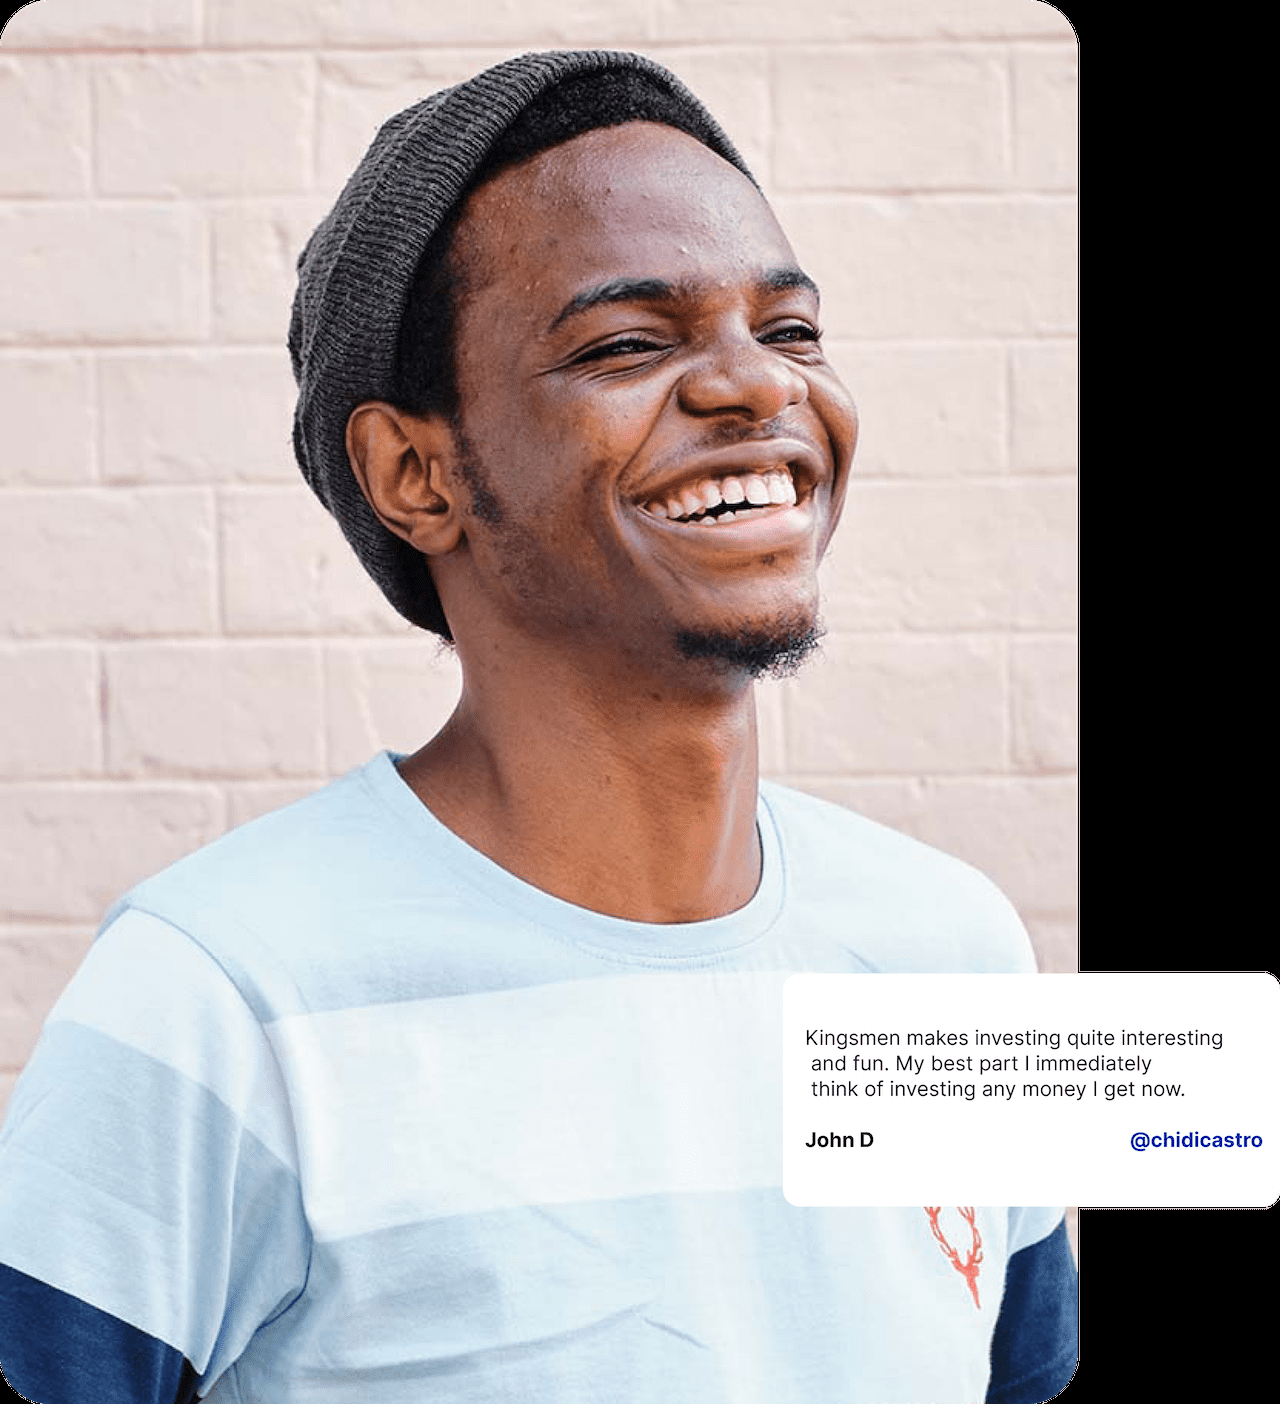 Kingsmen makes investing quite interesting
and fun. My best part I immediately
think of investing any money I get now.
John D @chidicastro